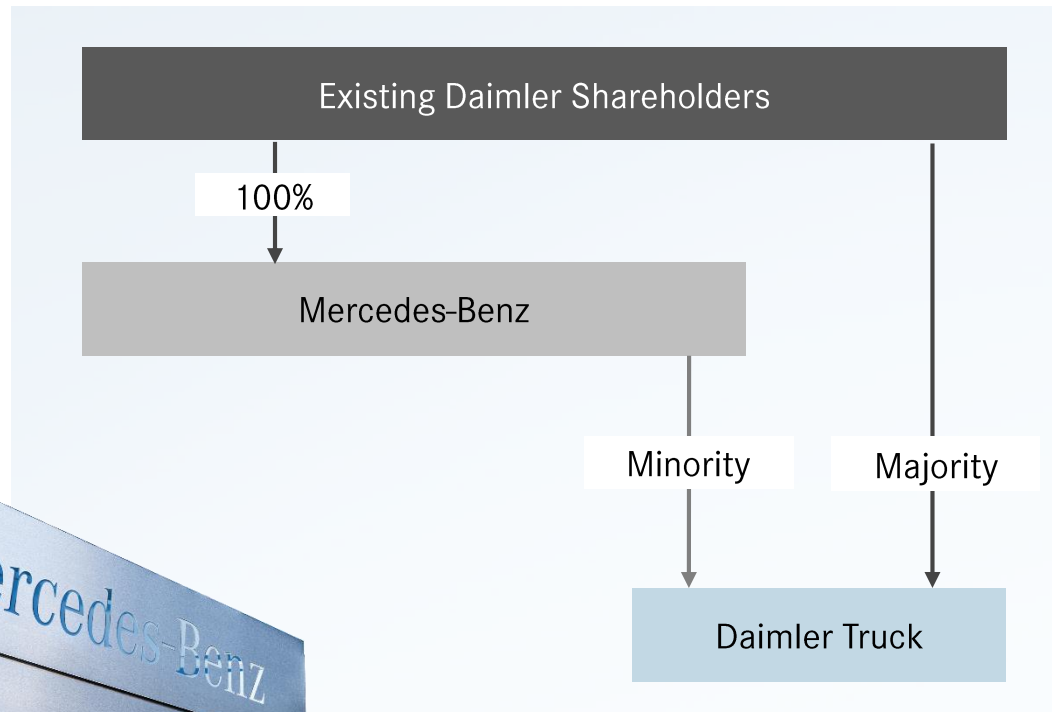 Existing Daimler Shareholders
100%
Mercedes-Benz
Minority
Majority
Daimler Truck
ercedes-Benz